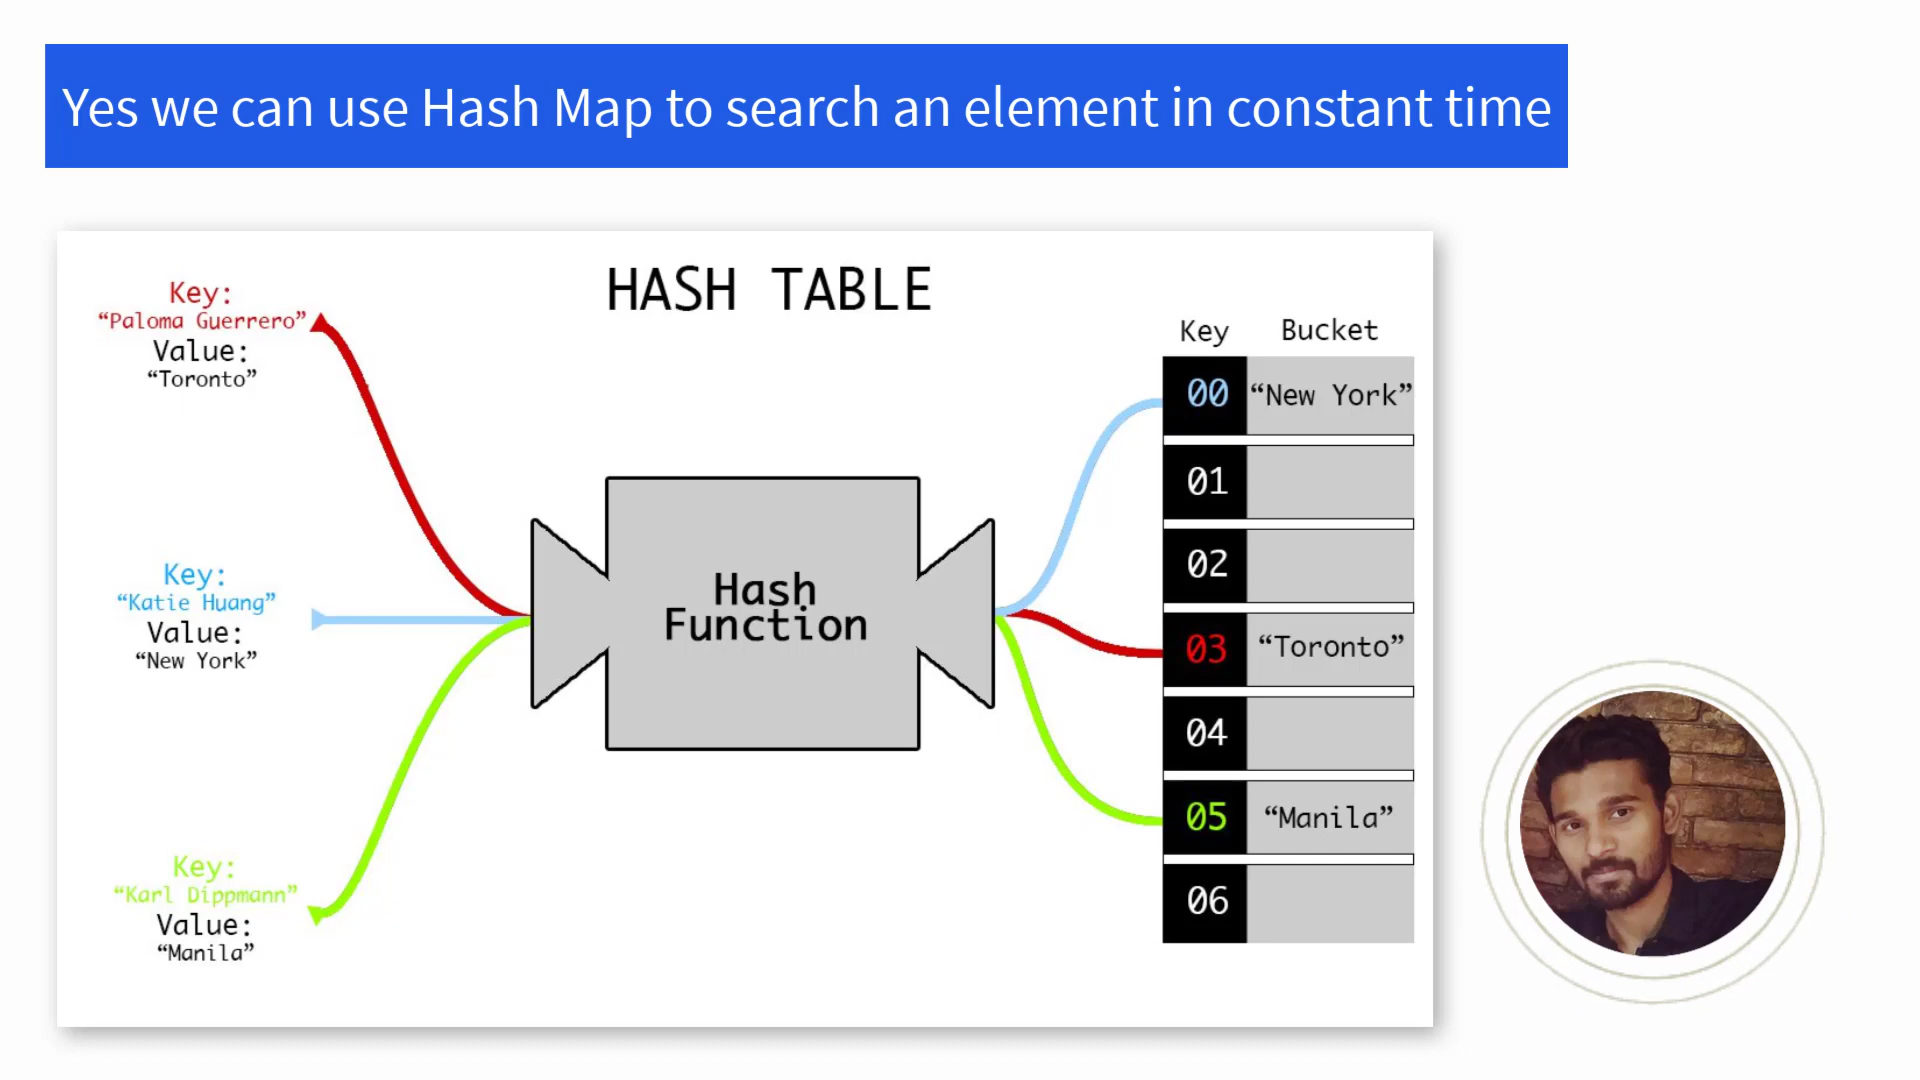 Yes we can use Hash Map to search an element in constant time
HASH TABLE
Key:
“Paloma Guerrero”
Value:
“Toronto”
Key:
“Katie Huang”
Value:
“New York”
Key:
“Karl Dippmann”
Value:
“Manila”
Hash
Function
Key Bucket
00 “New York”
01
02
03 “Toronto”
04
05 “Manila”
06